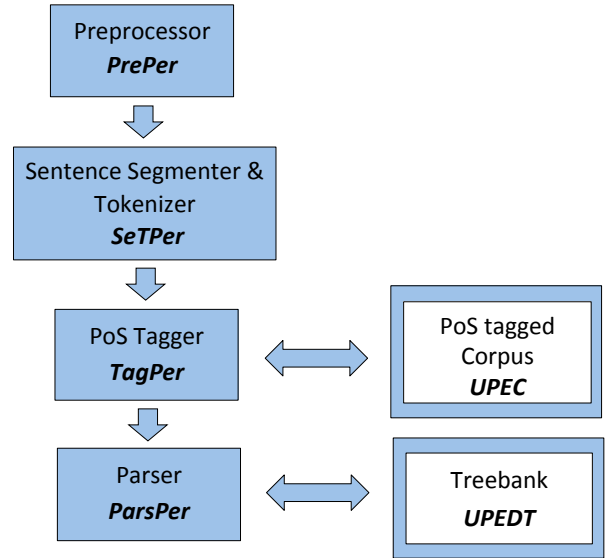 Preprocessor
PrePer
Sentence Segmenter &
Tokenizer
SeTPer
PoS Tagger
TagPer
PoS tagged
Corpus
UPEC
Parser
ParsPer
Treebank
UPEDT